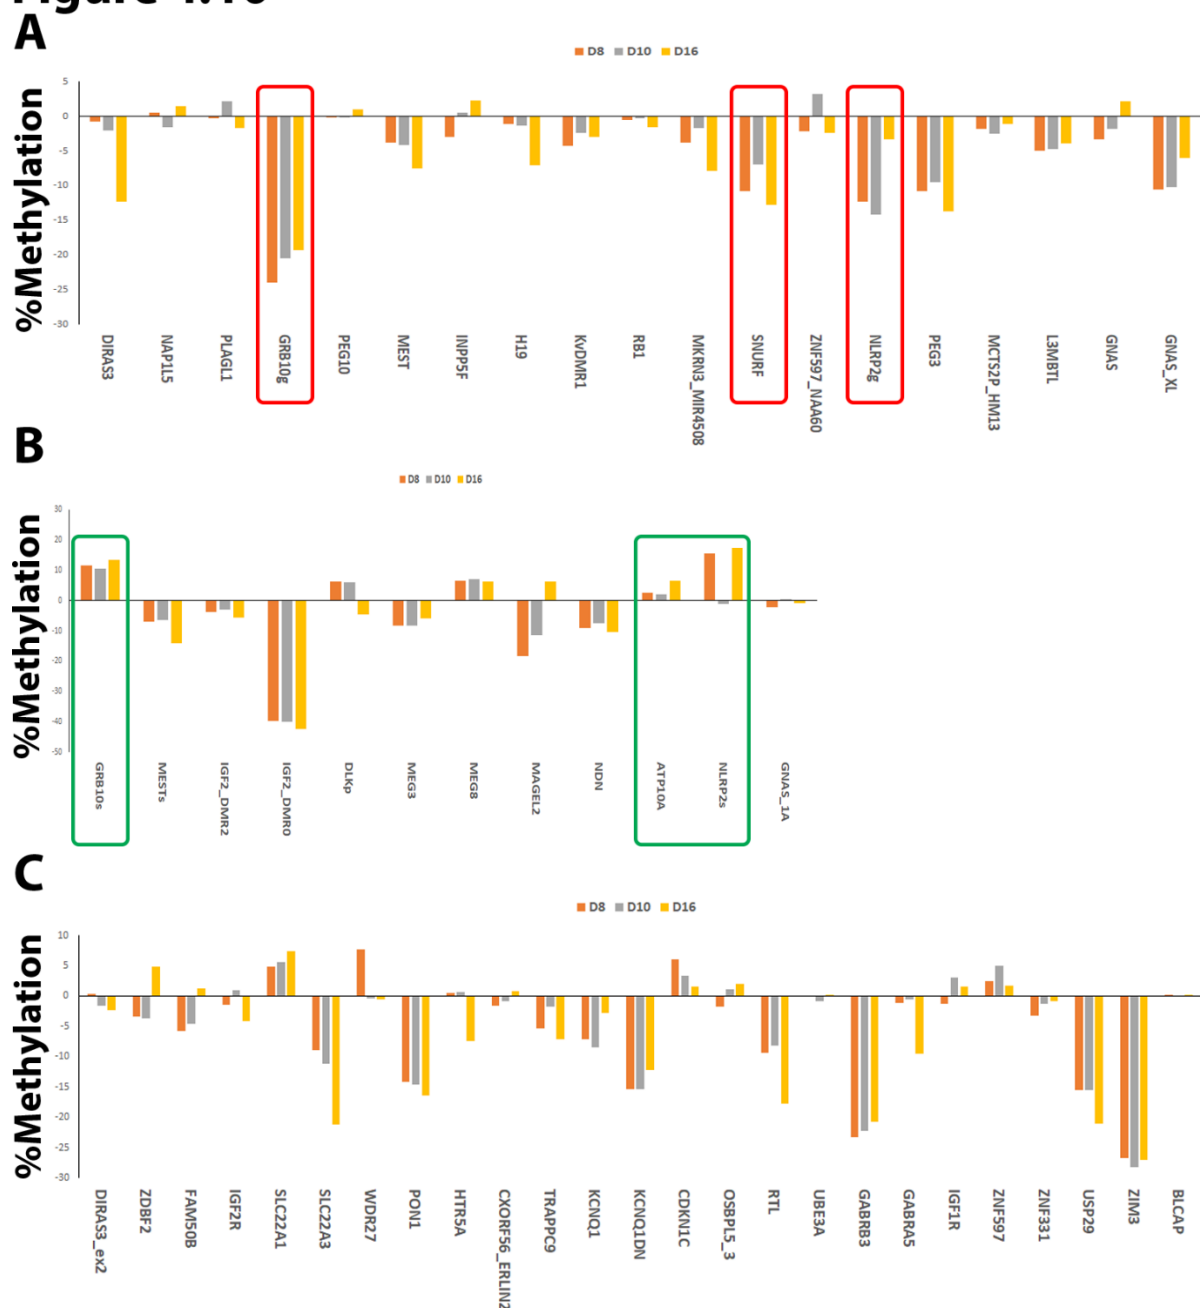 Figure 4.10
A
D8 D10 D16
%Methylation
5
0
-5
-10
-15
-20
-25
-30
DIRAS3
NAP1L5
PLAGL1
GRB10g
PEG10
MEST
INPP5F
H19
KvDMR1
RB1
MKRN3_MIR4508
SNURF
ZNF597_NAA60
NLRP2g
PEG3
MCTS2P_HM13
L3MBTL
GNAS
GNAS_XL
B
D8 D10 D16
%Methylation
30
20
10
0
-10
-20
-30
-40
-50
GRB10s
MESTs
IGF2_DMR2
IGF2_DMR0
DLKp
MEG3
MEG8
MAGEL2
NDN
ATP10A
NLRP2s
GNAS_1A
C
D8 D10 D16
%Methylation
10
5
0
-5
-10
-15
-20
-25
-30
DIRAS3_ex2
ZDBF2
FAM50B
IGF2R
SLC22A1
SLC22A3
WDR27
PON1
HTR5A
CXORF56_ERLIN2
TRAPPC9
KCNQ1
KCNQ1DN
CDKN1C
OSBPL5_3
RTL
UBE3A
GABRB3
GABRA5
IGF1R
ZNF597
ZNF331
USP29
ZIM3
BLCAP